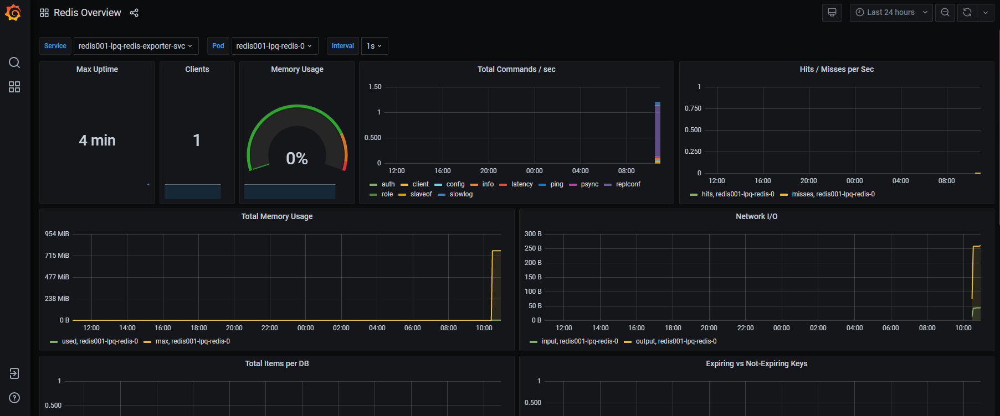 Redis Overview
Last 24 hours
Service redis001-lpq-redis-exporter-svc Pod redis001-lpq-redis-0 Interval 1s
Max Uptime
4 min
Clients
1
Memory Usage
0%
Total Commands / sec
1.50
1
0.500
0
12:00 16:00 20:00 00:00 04:00 08:00
auth client config info latency ping psync replconf
role slaveof slowlog
Hits / Misses per Sec
1
0.750
0.500
0.250
0
12:00 16:00 20:00 00:00 04:00 08:00
hits, redis001-lpq-redis-0 misses, redis001-lpq-redis-0
Total Memory Usage
954 MiB
715 MiB
477 MiB
238 MiB
0 B
12:00 14:00 16:00 18:00 20:00 22:00 00:00 02:00 04:00 06:00 08:00 10:00
used, redis001-lpq-redis-0 max, redis001-lpq-redis-0
Network I/O
300 B
250 B
200 B
150 B
100 B
50 B
0 B
12:00 14:00 16:00 18:00 20:00 22:00 00:00 02:00 04:00 06:00 08:00 10:00
input, redis001-lpq-redis-0 output, redis001-lpq-redis-0
Total Items per DB
1
0.500
Expiring vs Not-Expiring Keys
1
0.500